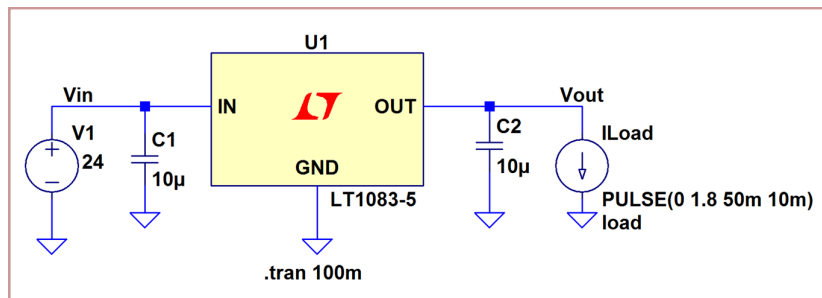 U1
Vin
IN
OUT
Vout
V1
24
C1
10µ
GND
C2
10µ
ILoad
LT1083-5
PULSE(0 1.8 50m 10m)
load
.tran 100m